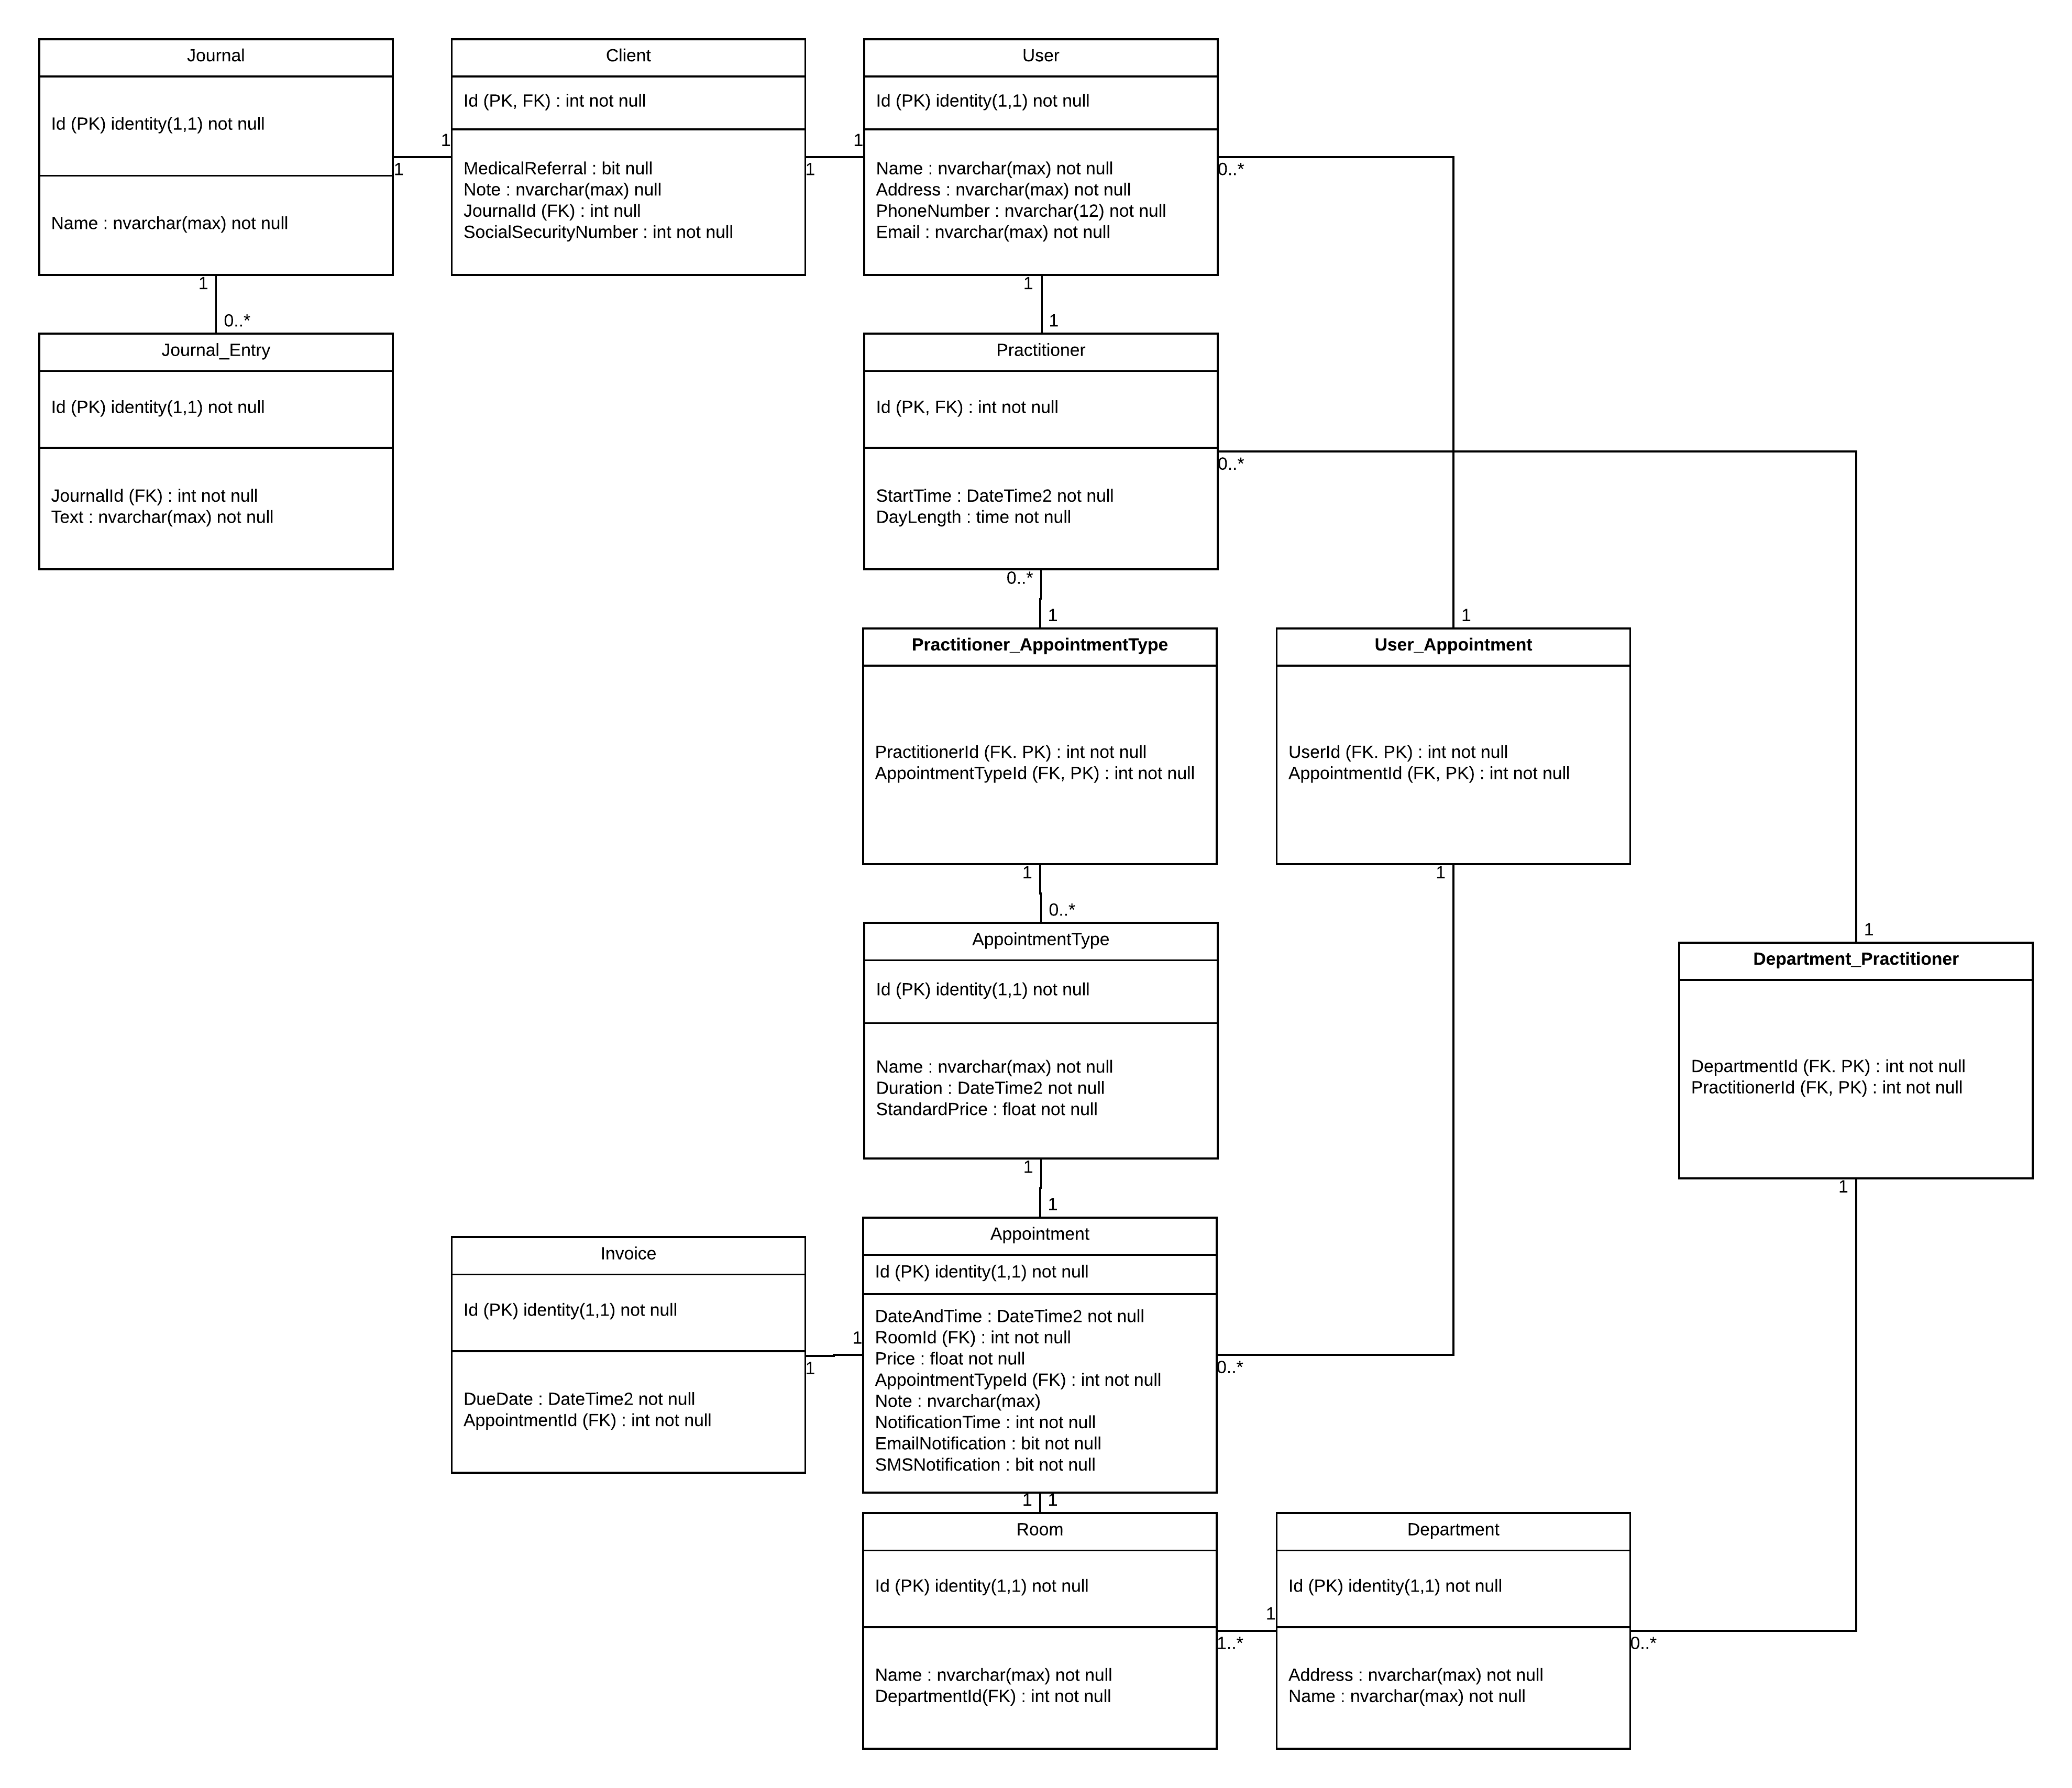 Journal
Id (PK) identity(1,1) not null
Name : nvarchar(max) not null
1
1
Client
Id (PK, FK) : int not null
MedicalReferral : bit null
Note : nvarchar(max) null
JournalId (FK) : int null
SocialSecurityNumber : int not null
1
1
User
Id (PK) identity(1,1) not null
Name : nvarchar(max) not null
Address : nvarchar(max) not null
PhoneNumber : nvarchar(12) not null
Email : nvarchar(max) not null
0..*
1
0..*
Journal_Entry
Id (PK) identity(1,1) not null
JournalId (FK) : int not null
Text : nvarchar(max) not null
1
1
Practitioner
Id (PK, FK) : int not null
StartTime : DateTime2 not null
DayLength : time not null
0..*
0..*
1
Practitioner_AppointmentType
PractitionerId (FK. PK) : int not null
AppointmentTypeId (FK, PK) : int not null
1
1
User_Appointment
UserId (FK. PK) : int not null
AppointmentId (FK, PK) : int not null
1
0..*
AppointmentType
Id (PK) identity(1,1) not null
Name : nvarchar(max) not null
Duration : DateTime2 not null
StandardPrice : float not null
1
1
1
Department_Practitioner
DepartmentId (FK. PK) : int not null
PractitionerId (FK, PK) : int not null
1
Invoice
Id (PK) identity(1,1) not null
DueDate : DateTime2 not null
AppointmentId (FK) : int not null
1
1
Appointment
Id (PK) identity(1,1) not null
DateAndTime : DateTime2 not null
RoomId (FK) : int not null
Price : float not null
AppointmentTypeId (FK) : int not null
Note : nvarchar(max)
NotificationTime : int not null
EmailNotification : bit not null
SMSNotification : bit not null
0..*
1 1
Room
Id (PK) identity(1,1) not null
Name : nvarchar(max) not null
DepartmentId(FK) : int not null
1..*
1
Department
Id (PK) identity(1,1) not null
Address : nvarchar(max) not null
Name : nvarchar(max) not null
0..*